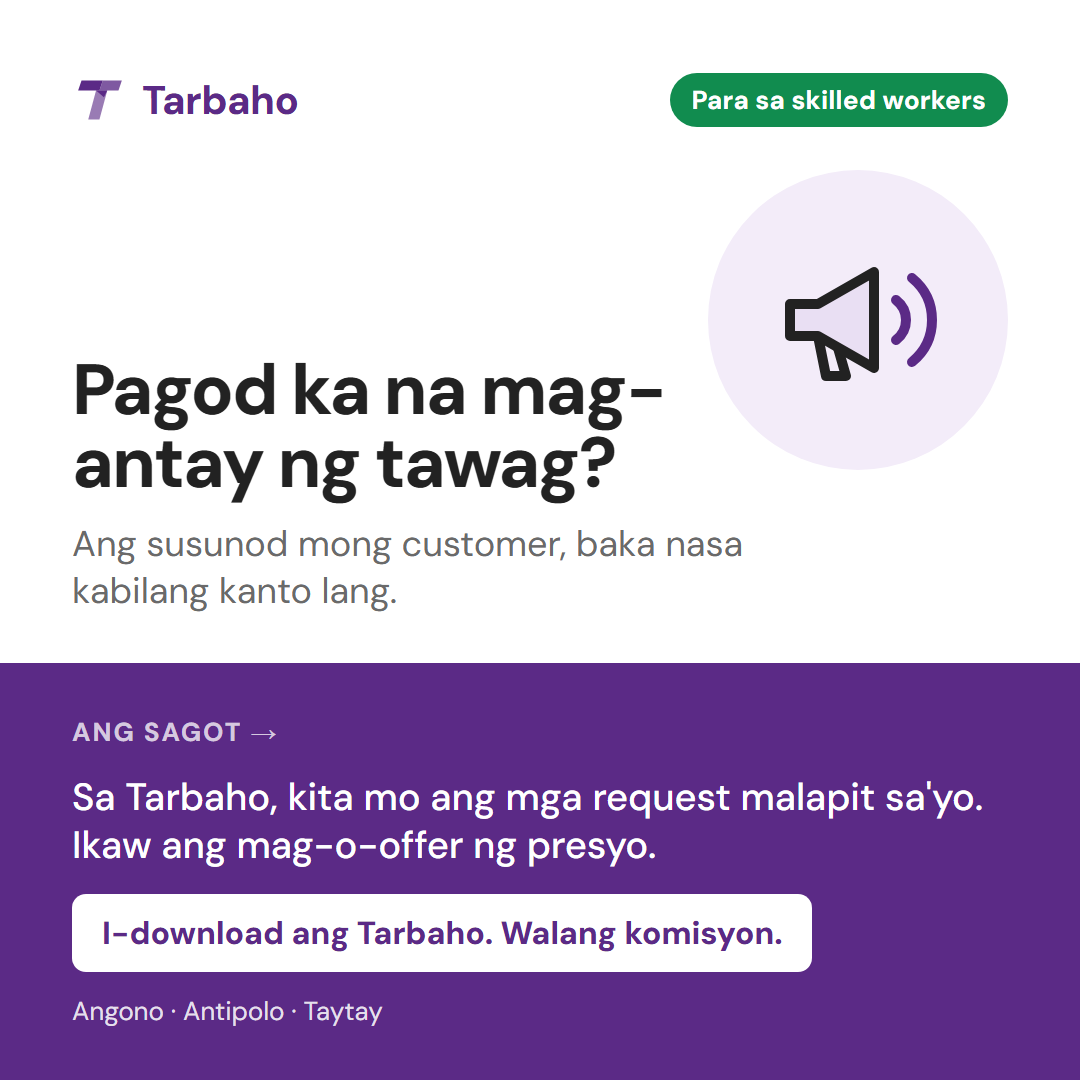 Tarbaho
Para sa skilled workers
Pagod ka na mag-
antay ng tawag?
Ang susunod mong customer, baka nasa
kabilang kanto lang.
ANG SAGOT →
Sa Tarbaho, kita mo ang mga request malapit sa'yo.
Ikaw ang mag-o-offer ng presyo.
I-download ang Tarbaho. Walang komisyon.
Angono · Antipolo · Taytay